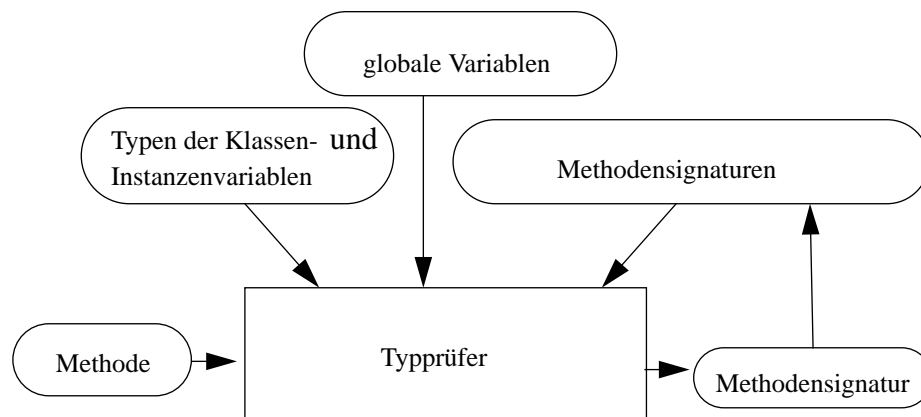 globale Variablen
Typen der Klassen- und
Instanzenvariablen
Methodensignaturen
Methode
Typprüfer
Methodensignatur